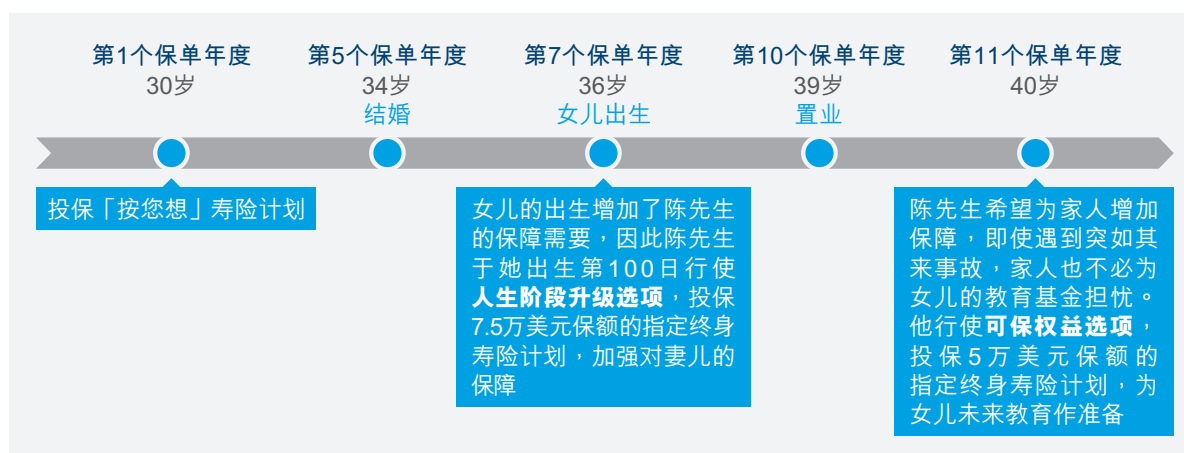 第1个保单年度
30岁
第5个保单年度
34岁
结婚
第7个保单年度
36岁
女儿出生
第10个保单年度
39岁
置业
第11个保单年度
40岁
投保「按您想」寿险计划
女儿的出生增加了陈先生
的保障需要，因此陈先生
于她出生第100日行使
人生阶段升级选项，投保
7.5万美元保额的指定终身
寿险计划，加强对妻儿的
保障
陈先生希望为家人增加
保障，即使遇到突如其
来事故，家人也不必为
女儿的教育基金担忧。
他行使可保权益选项，
投保5万美元保额的
指定终身寿险计划，为
女儿未来教育作准备